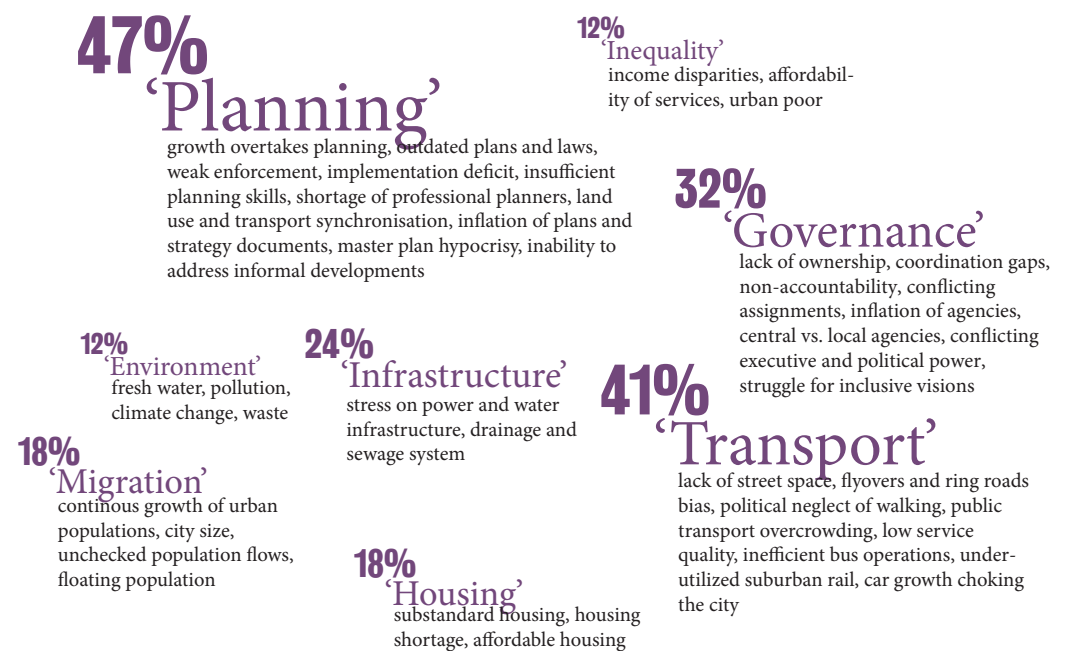 47%
‘Planning’
growth overtakes planning, outdated plans and laws,
weak enforcement, implementation deficit, insufficient
planning skills, shortage of professional planners, land
use and transport synchronisation, inflation of plans and
strategy documents, master plan hypocrisy, inability to
address informal developments
12%
‘Inequality’
income disparities, affordabil-
ity of services, urban poor
32%
‘Governance’
lack of ownership, coordination gaps,
non-accountability, conflicting
assignments, inflation of agencies,
central vs. local agencies, conflicting
executive and political power,
struggle for inclusive visions
12%
‘Environment’
fresh water, pollution,
climate change, waste
24%
‘Infrastructure’
stress on power and water
infrastructure, drainage and
sewage system
41%
‘Transport’
lack of street space, flyovers and ring roads
bias, political neglect of walking, public
transport overcrowding, low service
quality, inefficient bus operations, under-
utilized suburban rail, car growth choking
the city
18%
‘Migration’
continous growth of urban
populations, city size,
unchecked population flows,
floating population
18%
‘Housing’
substandard housing, housing
shortage, affordable housing